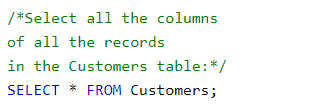 /*Select all the columns
of all the records
in the Customers table:*/
SELECT * FROM Customers;